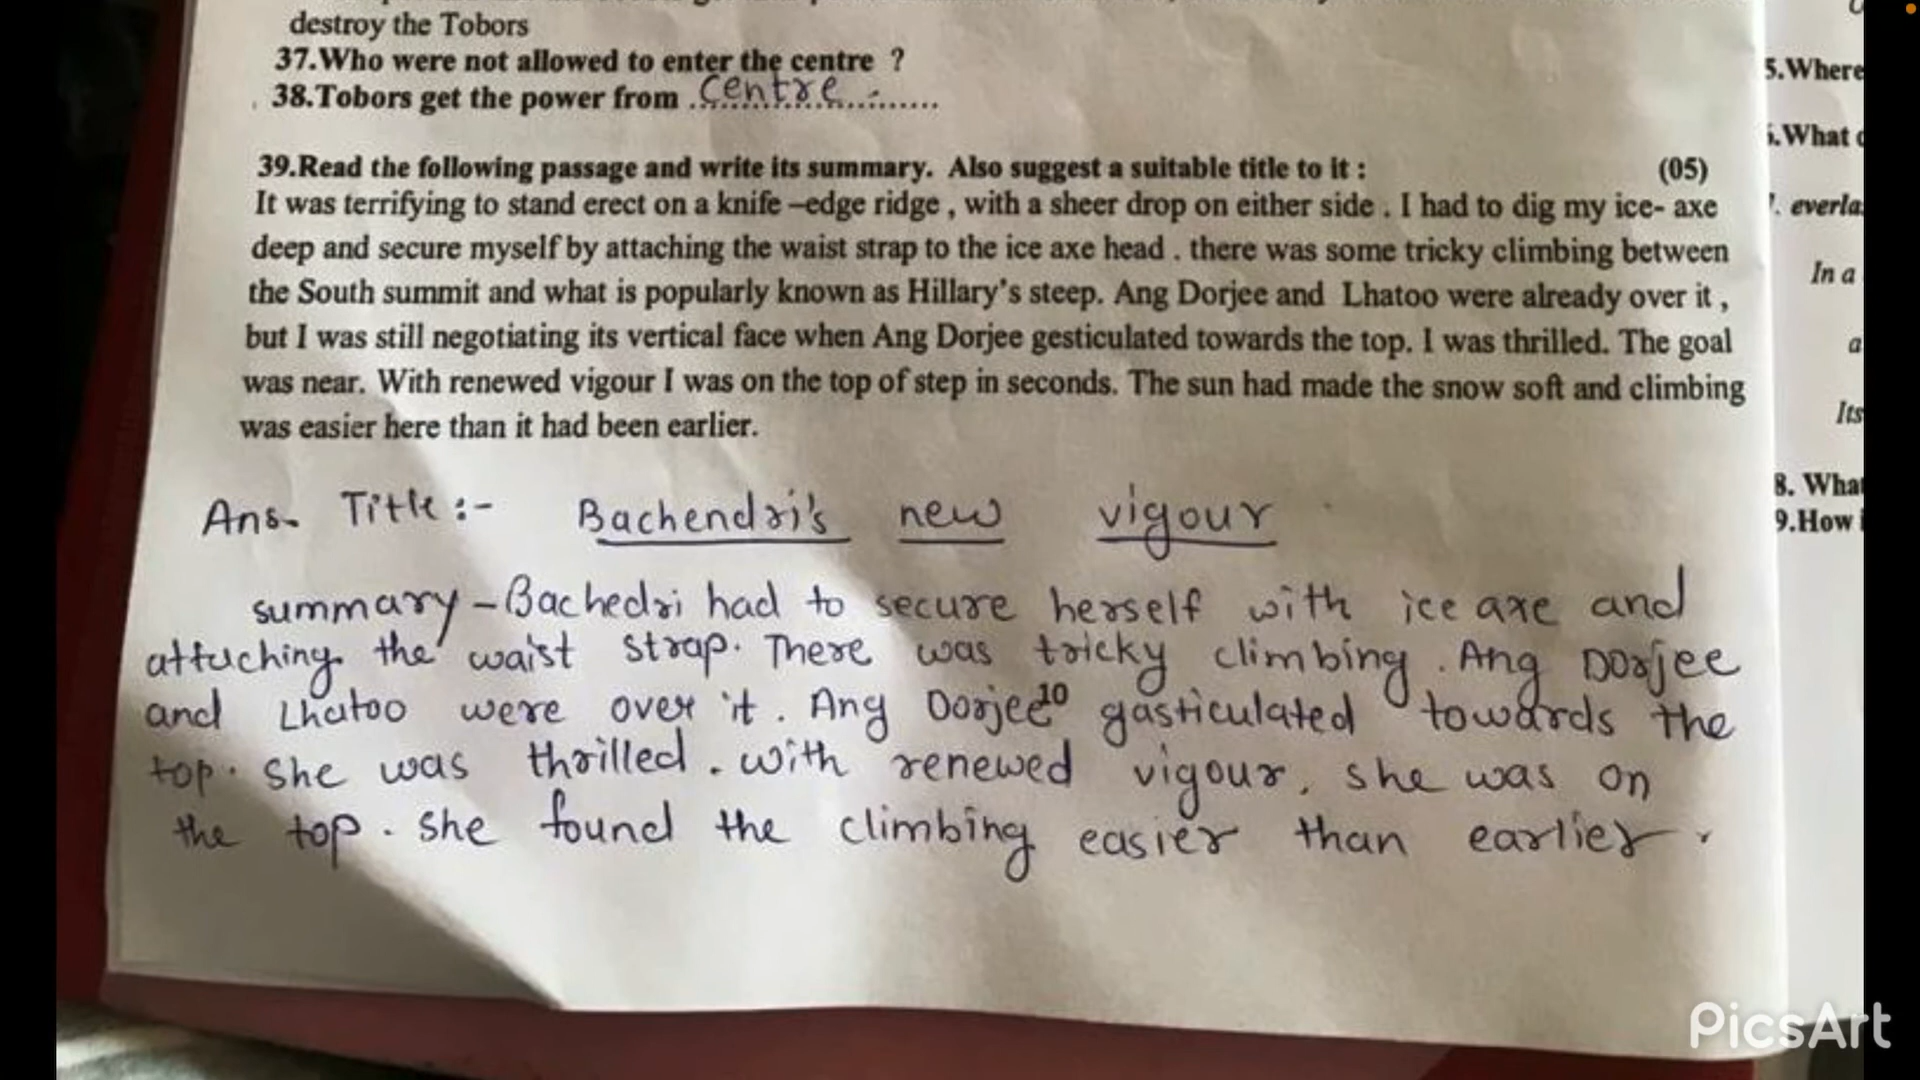 destroy the Tobors
37.Who were not allowed to enter the centre ?
38.Tobors get the power from .centre...........
39.Read the following passage and write its summary. Also suggest a suitable title to it : (05)
It was terrifying to stand erect on a knife –edge ridge , with a sheer drop on either side . I had to dig my ice- axe
deep and secure myself by attaching the waist strap to the ice axe head . there was some tricky climbing between
the South summit and what is popularly known as Hillary's steep. Ang Dorjee and Lhatoo were already over it ,
but I was still negotiating its vertical face when Ang Dorjee gesticulated towards the top. I was thrilled. The goal
was near. With renewed vigour I was on the top of step in seconds. The sun had made the snow soft and climbing
was easier here than it had been earlier.
Ans. Title :- Bachendri's new vigour
summary - Bachedri had to secure herself with ice axe and
attuching the waist strap. There was tricky climbing . Ang Dorjee
and Lhatoo were over it . Ang Dorjee 10 gasticulated towards the
top. she was thrilled . with renewed vigour, she was on
the top . she found the climbing easier than earlier .
5.Where
.What
. everla
In a
a
Its
8. What
9.How i
PicsArt